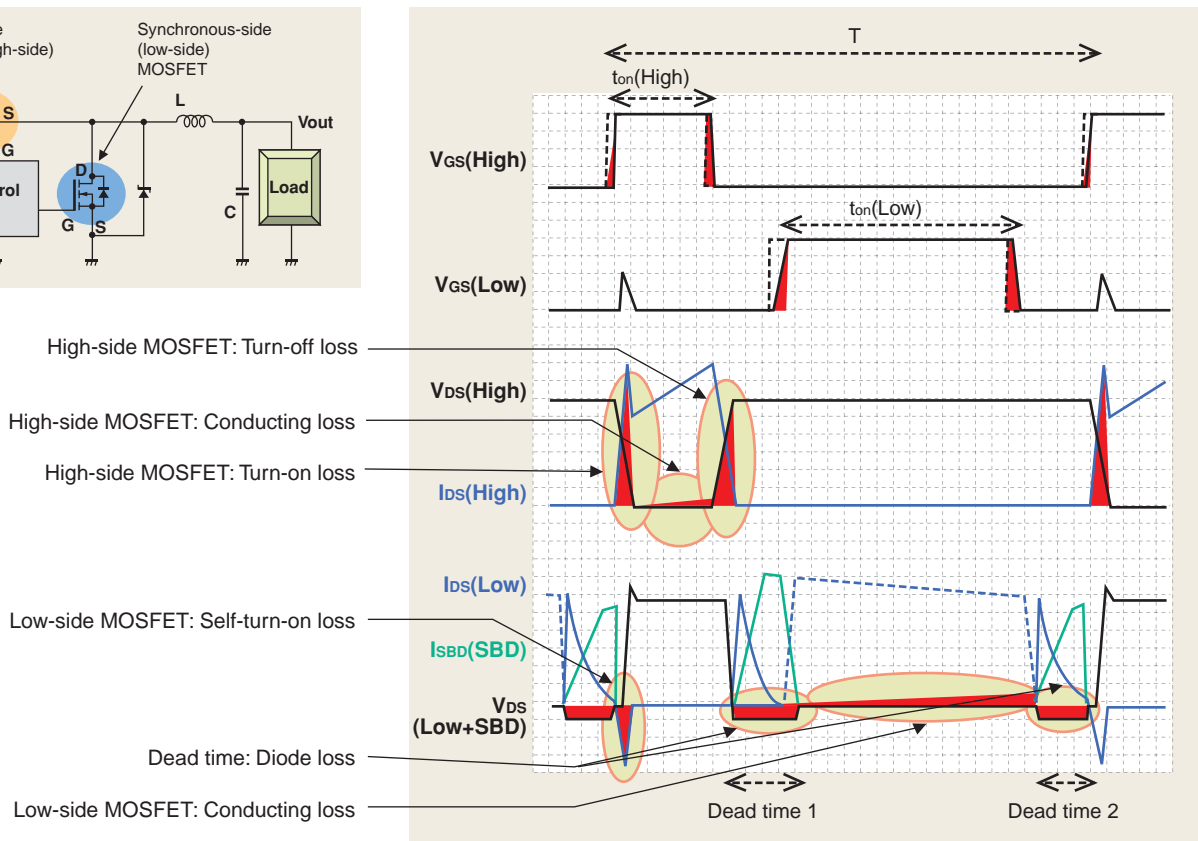 gh-side)
Synchronous-side
(low-side)
MOSFET
S
G
L
Vout
D
rol
G
S
C
Load
T
ton(High)
VGS(High)
ton(Low)
VGS(Low)
High-side MOSFET: Turn-off loss
VDS(High)
High-side MOSFET: Conducting loss
High-side MOSFET: Turn-on loss
IDS(High)
IDS(Low)
Low-side MOSFET: Self-turn-on loss
ISBD(SBD)
VDS
(Low+SBD)
Dead time: Diode loss
Low-side MOSFET: Conducting loss
Dead time 1
Dead time 2